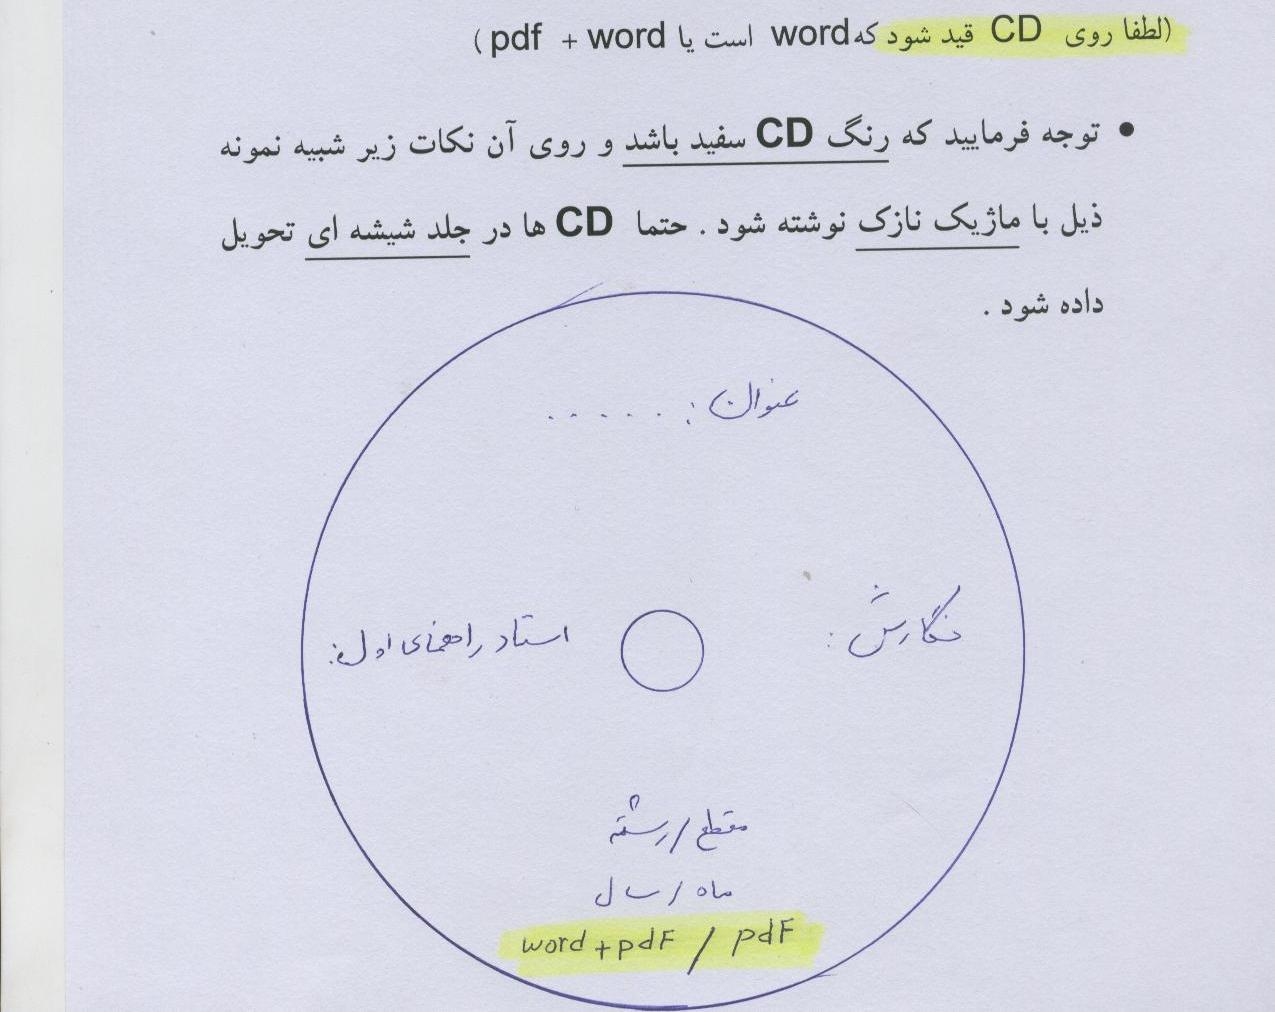 (لطفا روی CD قید شود که word است یا pdf + word )
• توجه فرمایید که رنگ CD سفید باشد و روی آن نکات زیر شبیه نمونه
ذیل با ماژیک نازک نوشته شود . حتما CD ها در جلد شیشه ای تحویل
داده شود .
عنوان : . . . . .
نگارش :
استاد راهنمای اول :
مقطع / رشته
ماه / سال
word + pdf / pdf